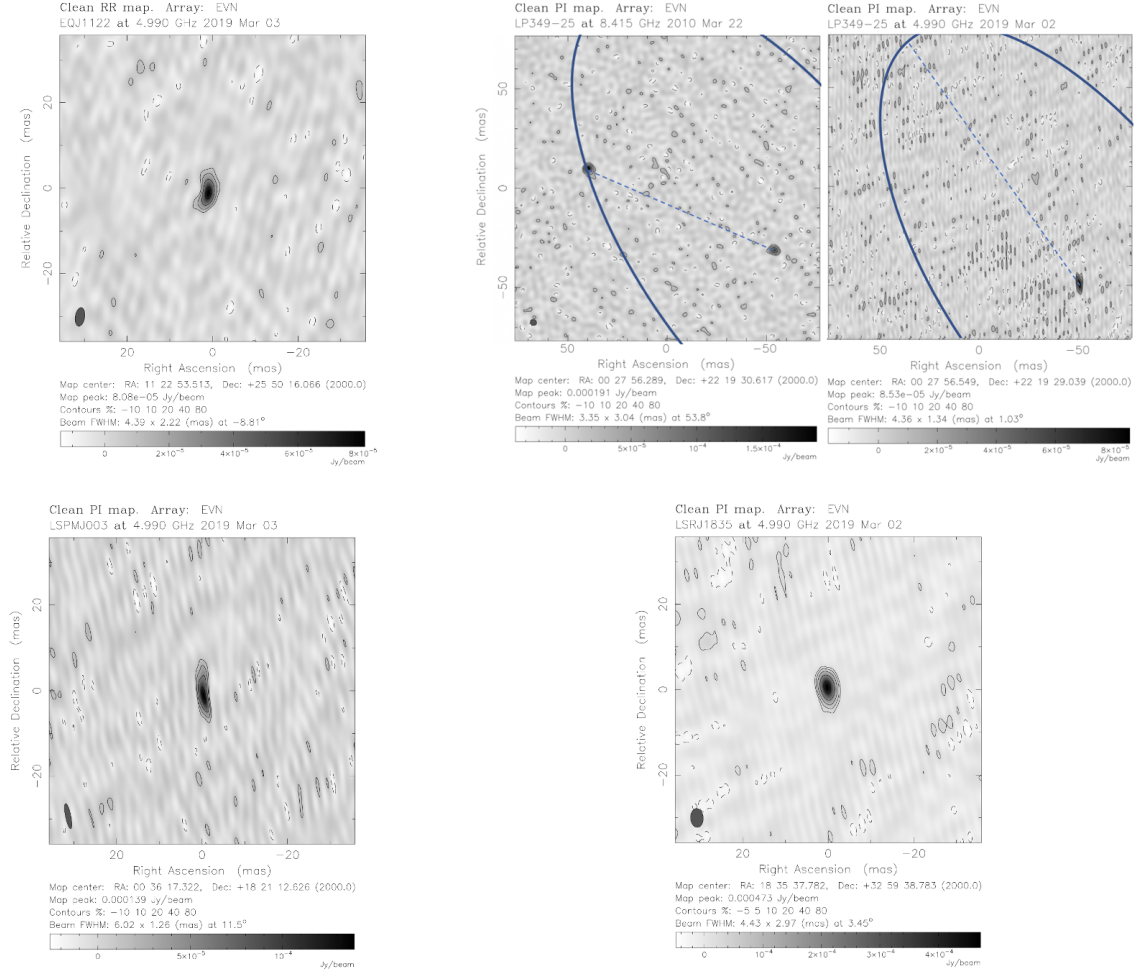 Clean RR map. Array: EVN
EQJ1122 at 4.990 GHz 2019 Mar 03
Relative Declination (mas)
20
0
−20
20
0
−20
Right Ascension (mas)
Map center: RA: 11 22 53.513, Dec: +25 50 16.066 (2000.0)
Map peak: 8.08e−05 Jy/beam
Contours %: −10 10 20 40 80
Beam FWHM: 4.39 x 2.22 (mas) at −8.81°
0 2×10⁻⁵ 4×10⁻⁵ 6×10⁻⁵ 8×10⁻⁵
Jy/beam
Clean PI map. Array: EVN
LP349−25 at 8.415 GHz 2010 Mar 22
Relative Declination (mas)
50
0
−50
50
0
−50
Right Ascension (mas)
Map center: RA: 00 27 56.289, Dec: +22 19 30.617 (2000.0)
Map peak: 0.000191 Jy/beam
Contours %: −10 10 20 40 80
Beam FWHM: 3.35 x 3.04 (mas) at 53.8°
0 5×10⁻⁵ 10⁻⁴ 1.5×10⁻⁴
Jy/beam
Clean PI map. Array: EVN
LP349−25 at 4.990 GHz 2019 Mar 02
50
0
−50
Right Ascension (mas)
Map center: RA: 00 27 56.549, Dec: +22 19 29.039 (2000.0)
Map peak: 8.53e−05 Jy/beam
Contours %: −10 10 20 40 80
Beam FWHM: 4.36 x 1.34 (mas) at 1.03°
0 2×10⁻⁵ 4×10⁻⁵ 6×10⁻⁵ 8×10⁻⁵
Jy/beam
Clean PI map. Array: EVN
LSPMJ003 at 4.990 GHz 2019 Mar 03
Relative Declination (mas)
20
0
−20
20
0
−20
Right Ascension (mas)
Map center: RA: 00 36 17.322, Dec: +18 21 12.626 (2000.0)
Map peak: 0.000139 Jy/beam
Contours %: −10 10 20 40 80
Beam FWHM: 6.02 x 1.26 (mas) at 11.5°
0 5×10⁻⁵ 10⁻⁴
Jy/beam
Clean PI map. Array: EVN
LSRJ1835 at 4.990 GHz 2019 Mar 02
Relative Declination (mas)
20
0
−20
20
0
−20
Right Ascension (mas)
Map center: RA: 18 35 37.782, Dec: +32 59 38.783 (2000.0)
Map peak: 0.000473 Jy/beam
Contours %: −5 5 10 20 40 80
Beam FWHM: 4.43 x 2.97 (mas) at 3.45°
0 10⁻⁴ 2×10⁻⁴ 3×10⁻⁴ 4×10⁻⁴
Jy/beam